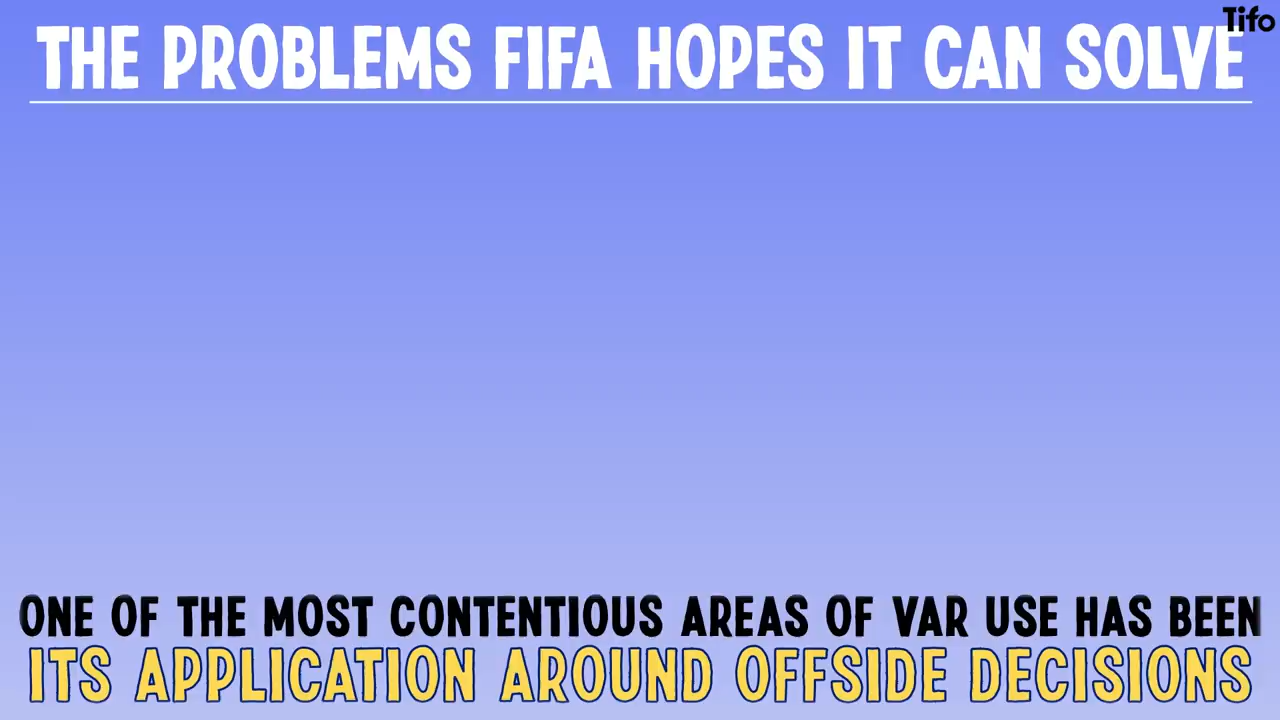 Tifo
THE PROBLEMS FIFA HOPES IT CAN SOLVE
ONE OF THE MOST CONTENTIOUS AREAS OF VAR USE HAS BEEN
ITS APPLICATION AROUND OFFSIDE DECISIONS